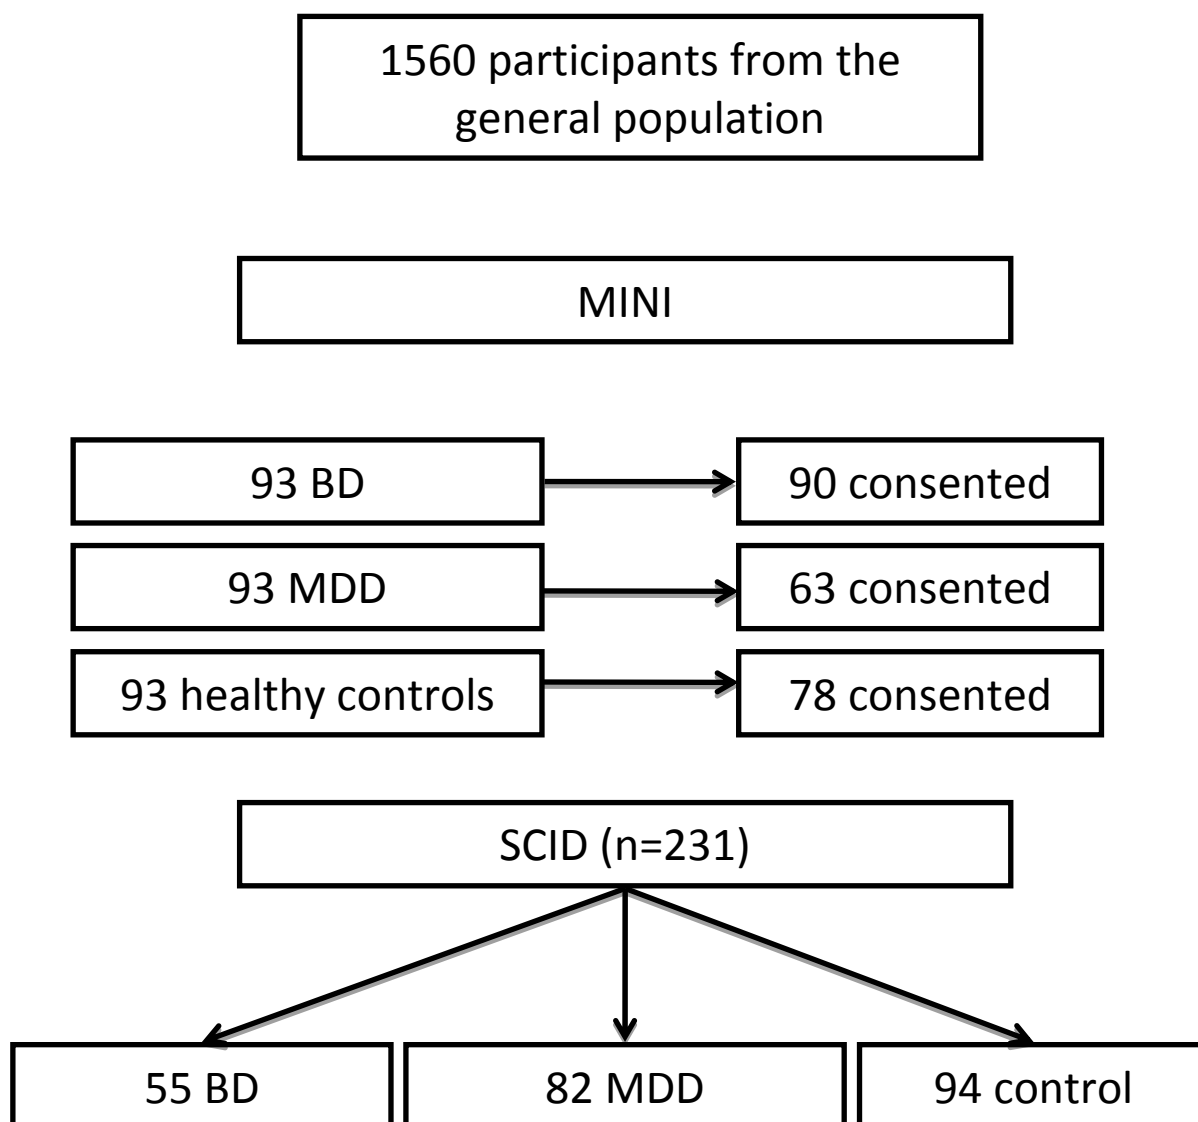 1560 participants from the
general population
MINI
93 BD
90 consented
93 MDD
63 consented
93 healthy controls
78 consented
SCID (n=231)
55 BD
82 MDD
94 control